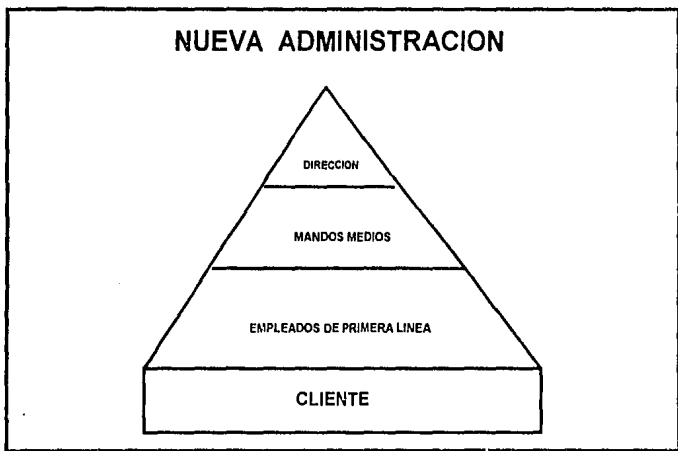 NUEVA ADMINISTRACION
DIRECCION
MANDOS MEDIOS
EMPLEADOS DE PRIMERA LINEA
CLIENTE